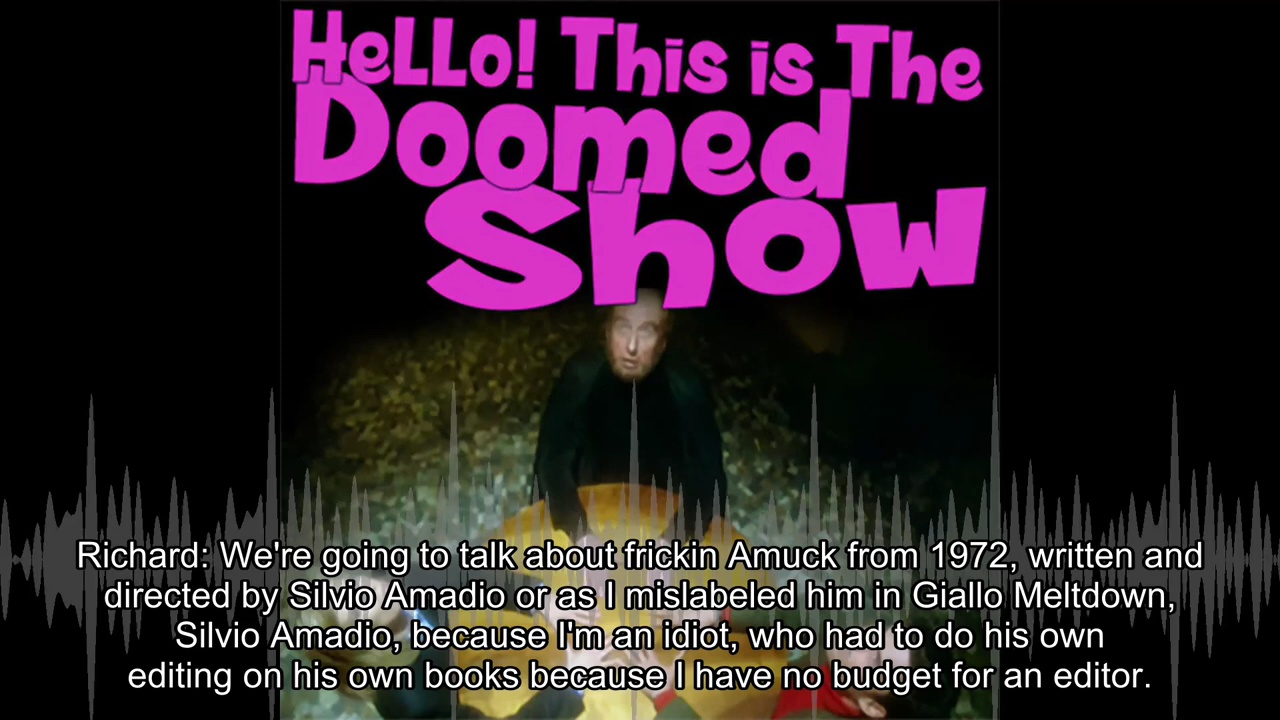 HeLLo! This is The
Doomed
Show
Richard: We're going to talk about frickin Amuck from 1972, written and
directed by Silvio Amadio or as I mislabeled him in Giallo Meltdown,
Silvio Amadio, because I'm an idiot, who had to do his own
editing on his own books because I have no budget for an editor.